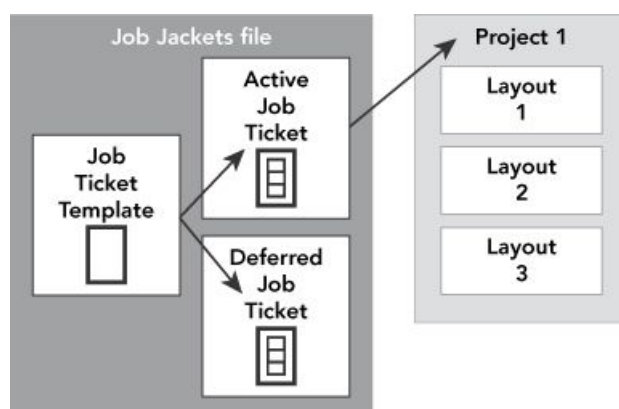 Job Jackets file
Job
Ticket
Template
Active
Job
Ticket
Deferred
Job
Ticket
Project 1
Layout
1
Layout
2
Layout
3